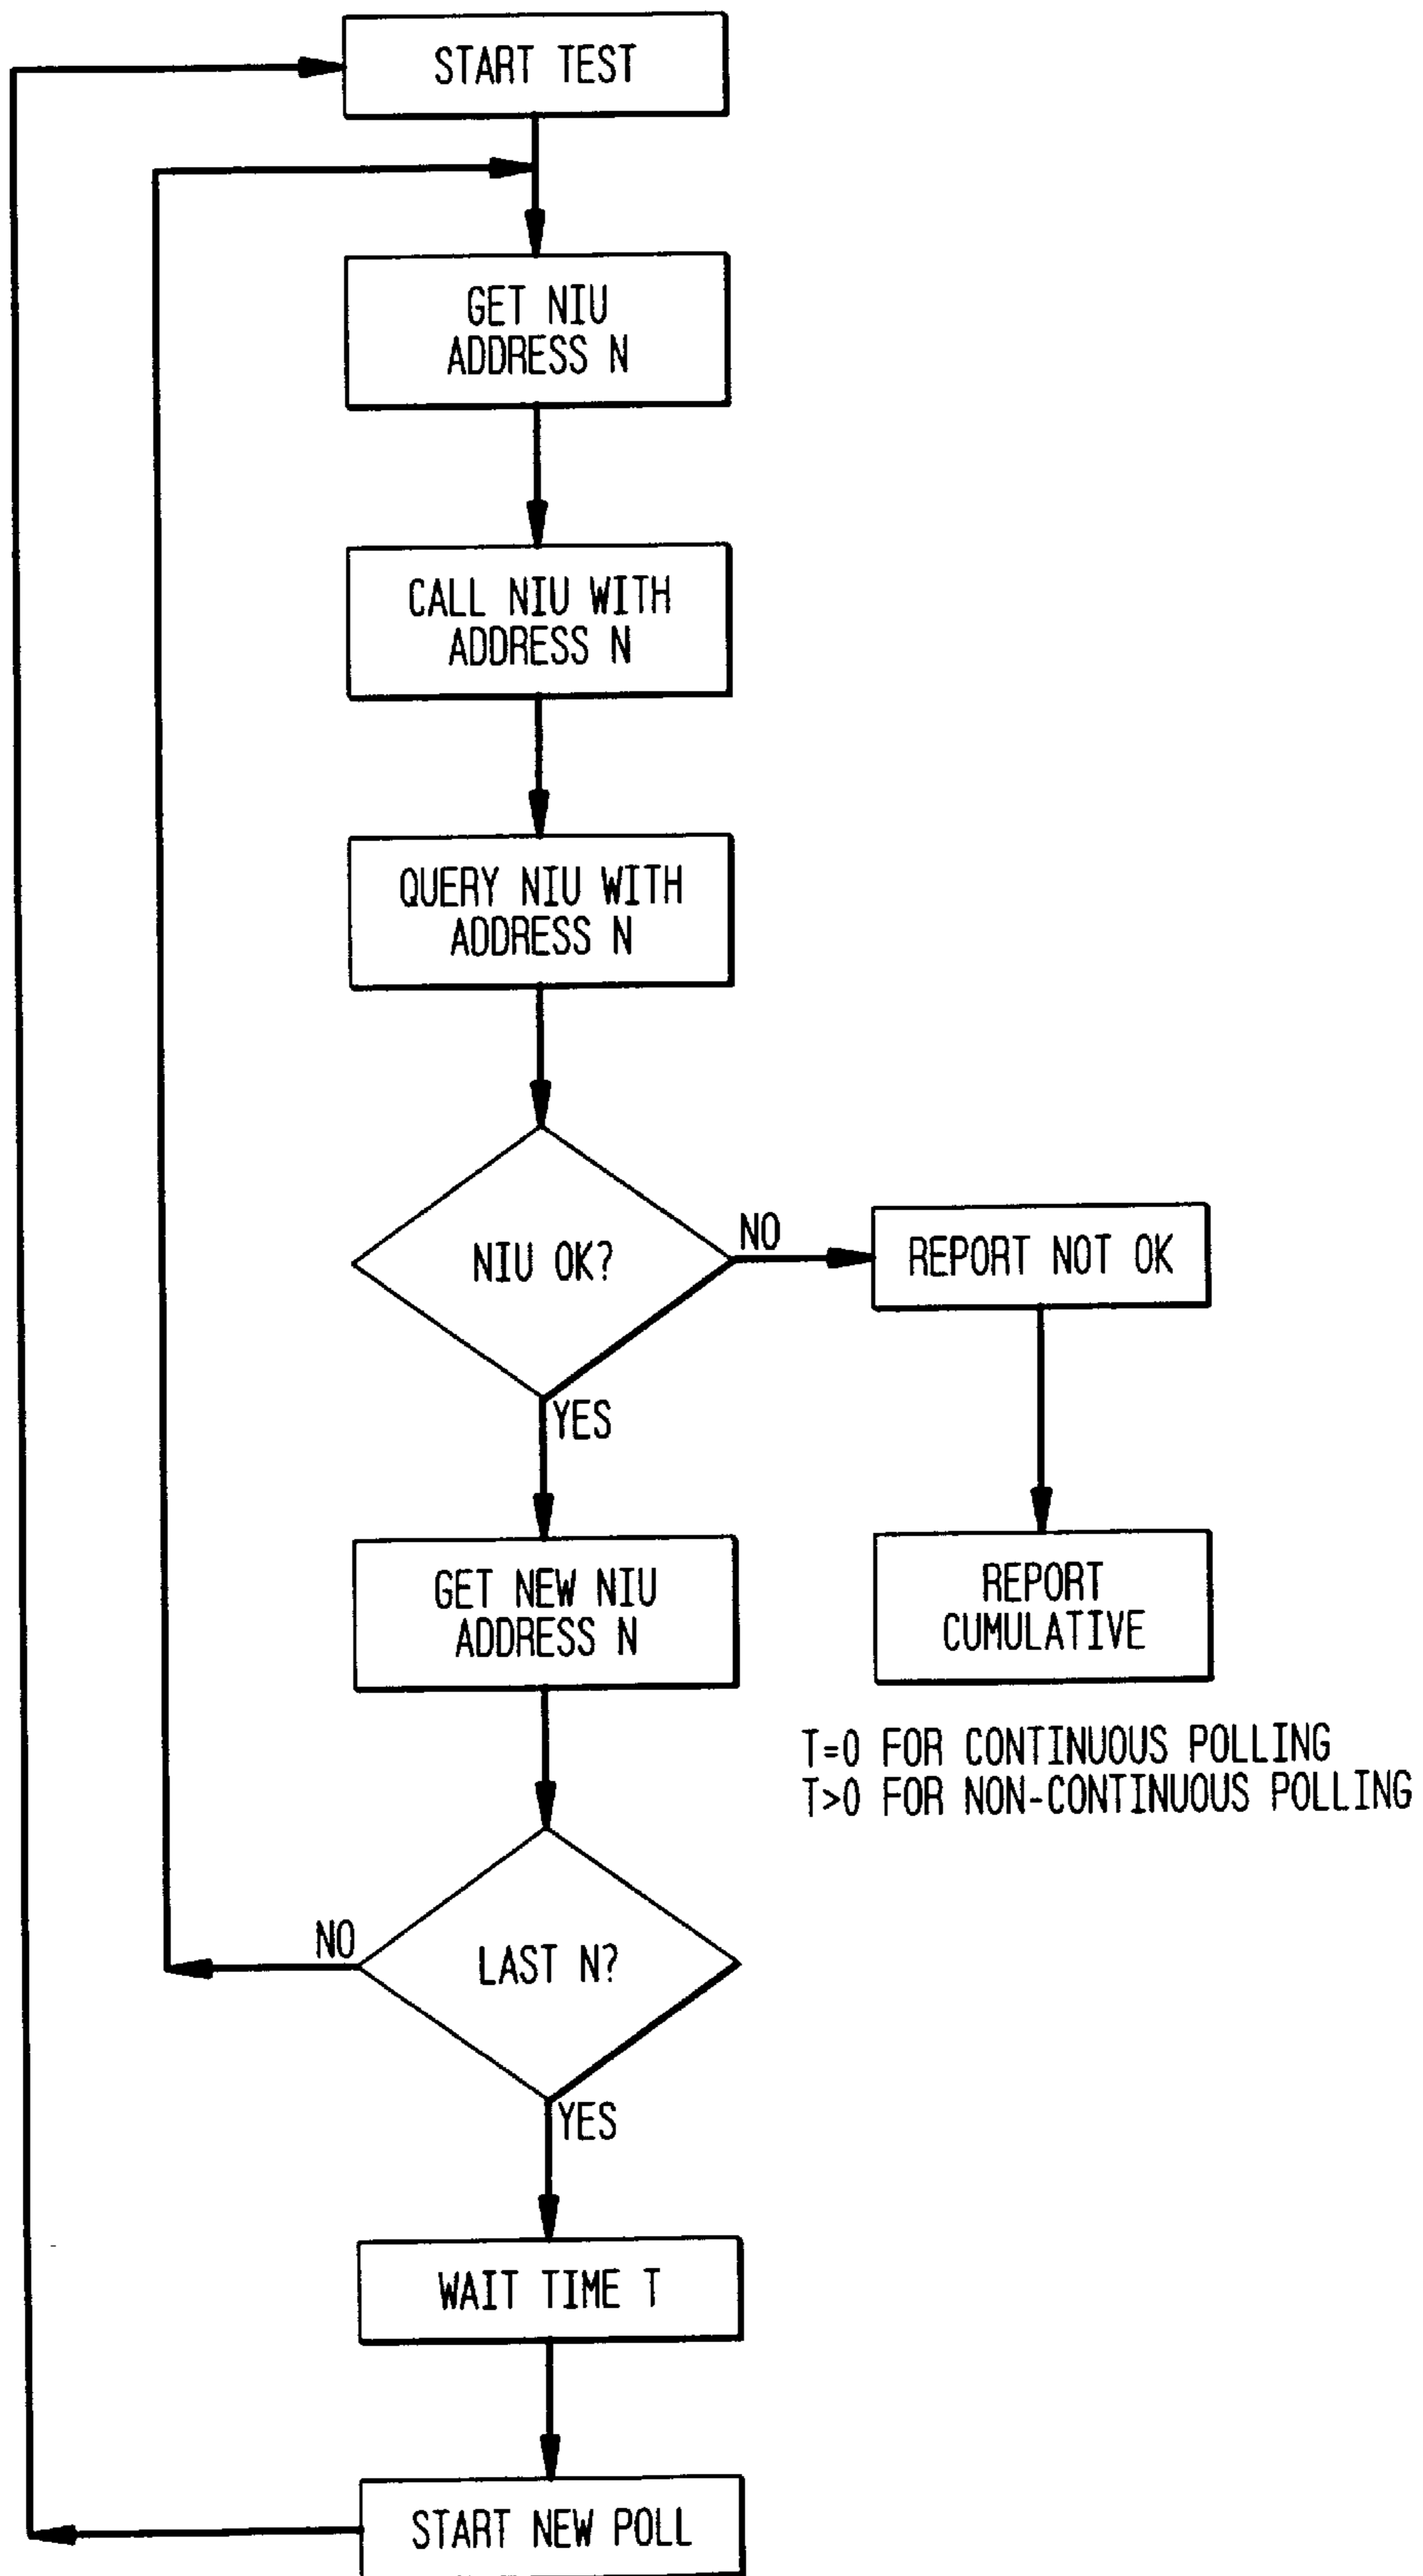 START TEST
GET NIU
ADDRESS N
CALL NIU WITH
ADDRESS N
QUERY NIU WITH
ADDRESS N
NIU OK?
NO
REPORT NOT OK
YES
GET NEW NIU
ADDRESS N
REPORT
CUMULATIVE
T=0 FOR CONTINUOUS POLLING
T>0 FOR NON-CONTINUOUS POLLING
NO
LAST N?
YES
WAIT TIME T
START NEW POLL